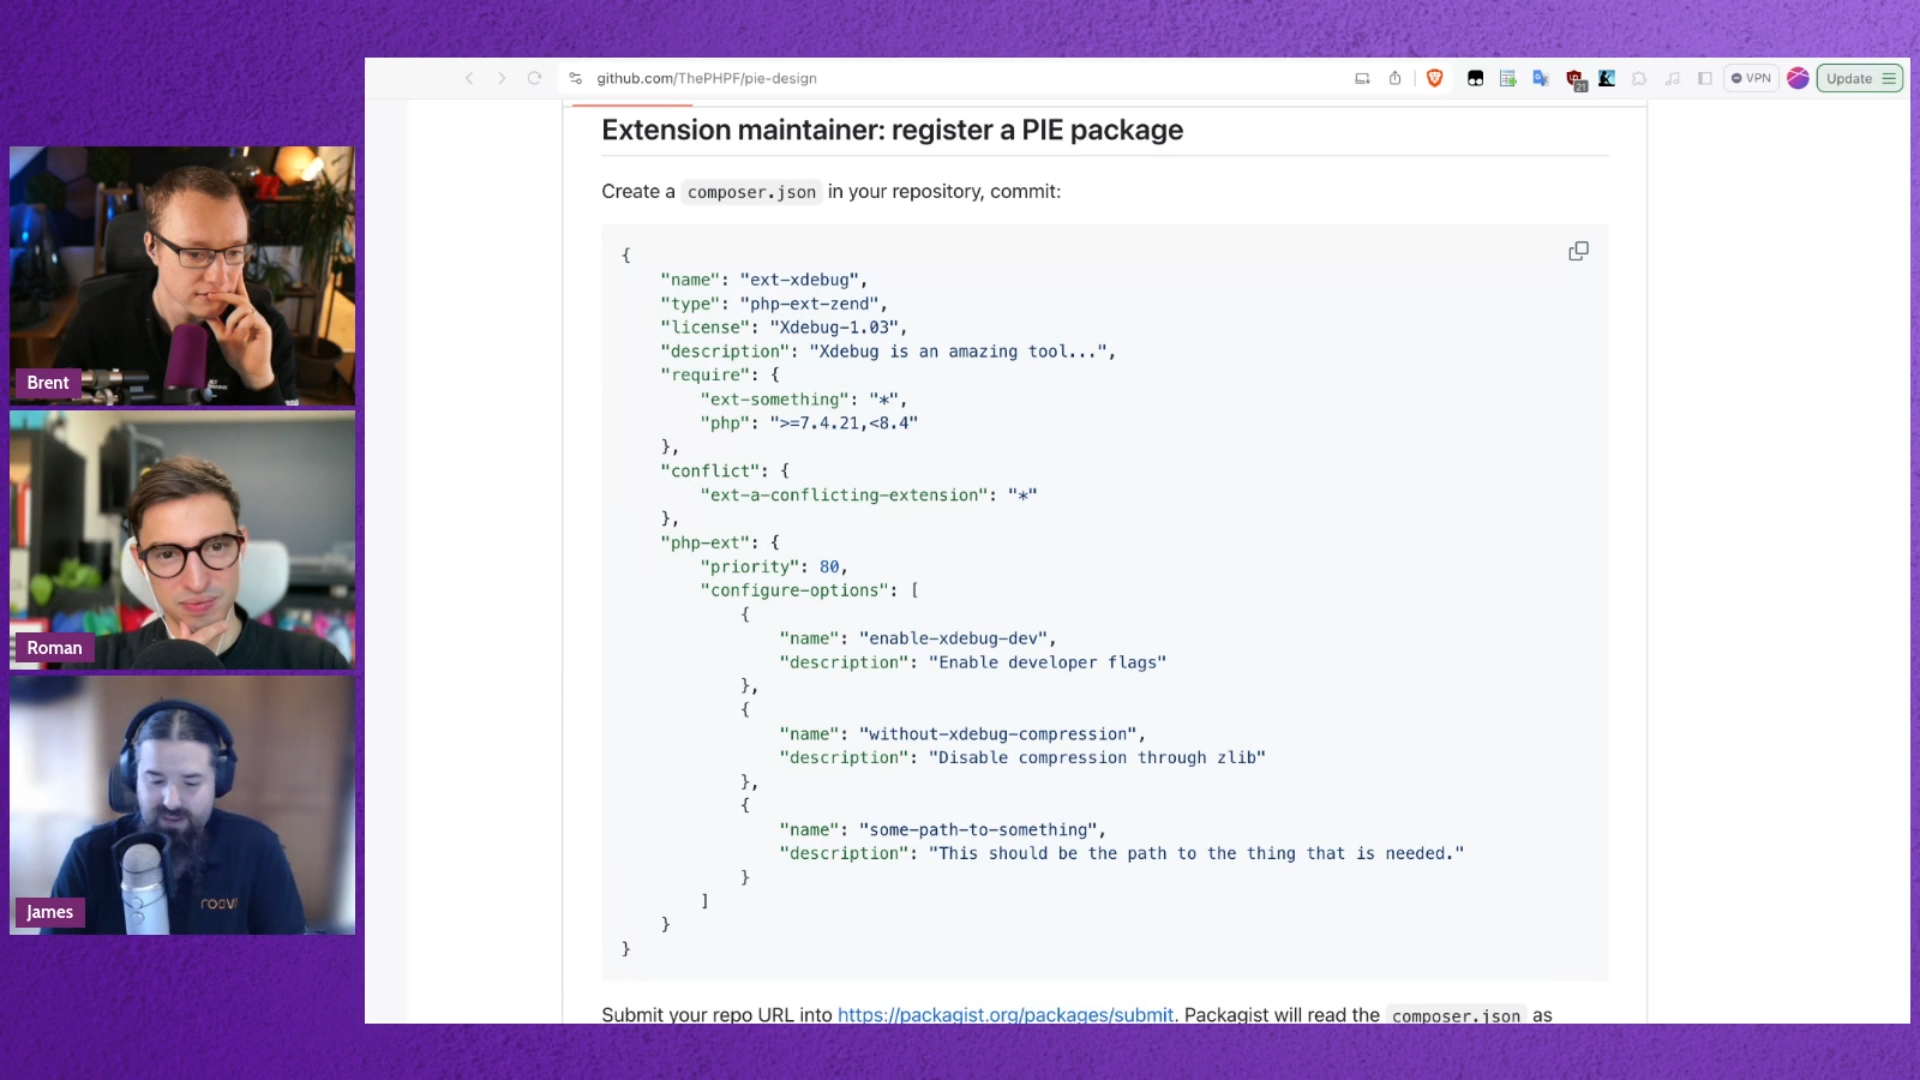 github.com/ThePHPF/pie-design
21
VPN
Update
Extension maintainer: register a PIE package
Create a composer.json in your repository, commit:
{
"name": "ext-xdebug",
"type": "php-ext-zend",
"license": "Xdebug-1.03",
"description": "Xdebug is an amazing tool...",
"require": {
"ext-something": "*",
"php": ">=7.4.21,<8.4"
},
"conflict": {
"ext-a-conflicting-extension": "*"
},
"php-ext": {
"priority": 80,
"configure-options": [
{
"name": "enable-xdebug-dev",
"description": "Enable developer flags"
},
{
"name": "without-xdebug-compression",
"description": "Disable compression through zlib"
},
{
"name": "some-path-to-something",
"description": "This should be the path to the thing that is needed."
}
]
}
}
Submit your repo URL into https://packagist.org/packages/submit. Packagist will read the composer.json as
Brent
Roman
James